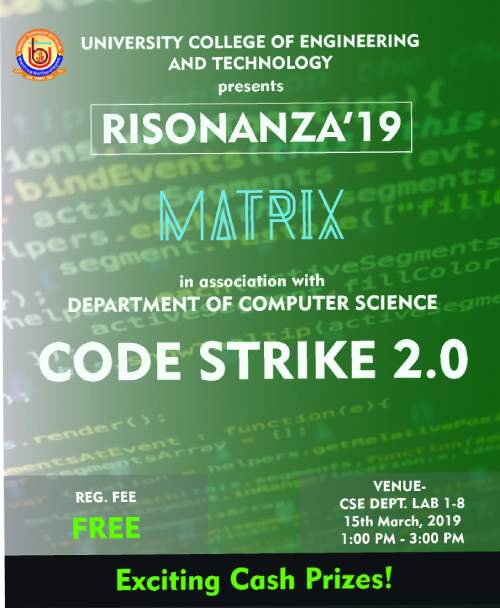 UNIVERSITY COLLEGE OF ENGINEERING
AND TECHNOLOGY
presents
RISONANZA'19
MATRIX
in association with
DEPARTMENT OF COMPUTER SCIENCE
CODE STRIKE 2.0
REG. FEE
FREE
VENUE-
CSE DEPT. LAB 1-8
15th March, 2019
1:00 PM - 3:00 PM
Exciting Cash Prizes!